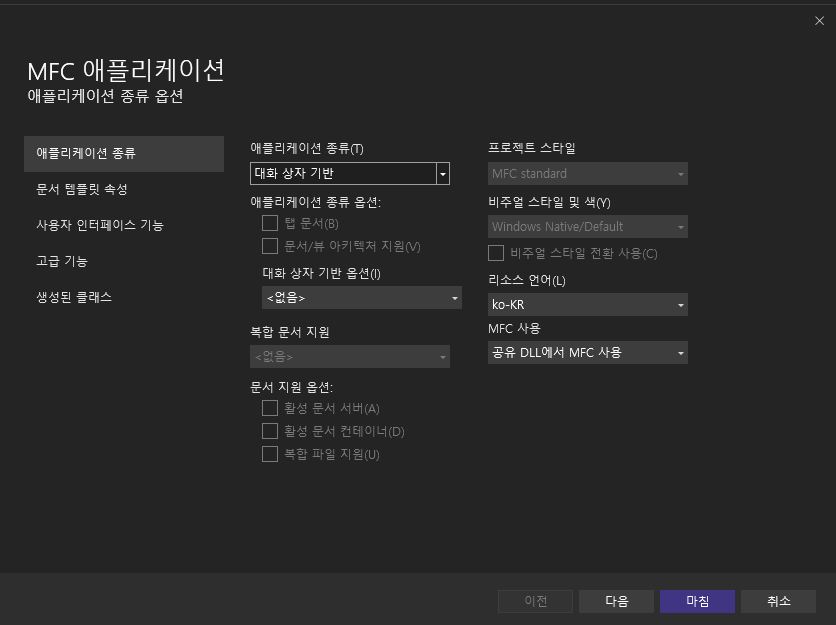 MFC 애플리케이션
애플리케이션 종류 옵션
애플리케이션 종류
문서 템플릿 속성
사용자 인터페이스 기능
고급 기능
생성된 클래스
애플리케이션 종류(T)
대화 상자 기반
애플리케이션 종류 옵션:
탭 문서(B)
문서/뷰 아키텍처 지원(V)
대화 상자 기반 옵션(I)
<없음>
복합 문서 지원
<없음>
문서 지원 옵션:
활성 문서 서버(A)
활성 문서 컨테이너(D)
복합 파일 지원(U)
프로젝트 스타일
MFC standard
비주얼 스타일 및 색(Y)
Windows Native/Default
비주얼 스타일 전환 사용(C)
리소스 언어(L)
ko-KR
MFC 사용
공유 DLL에서 MFC 사용
이전
다음
마침
취소